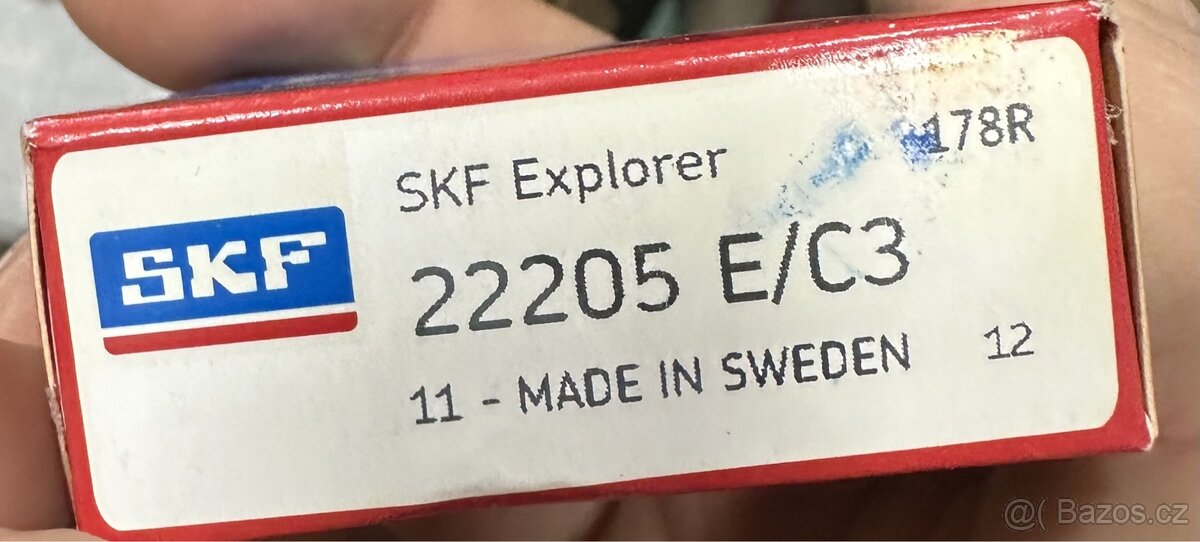 178R
SKF Explorer
SKF
22205 E/C3
11 - MADE IN SWEDEN 12
@( Bazos.cz